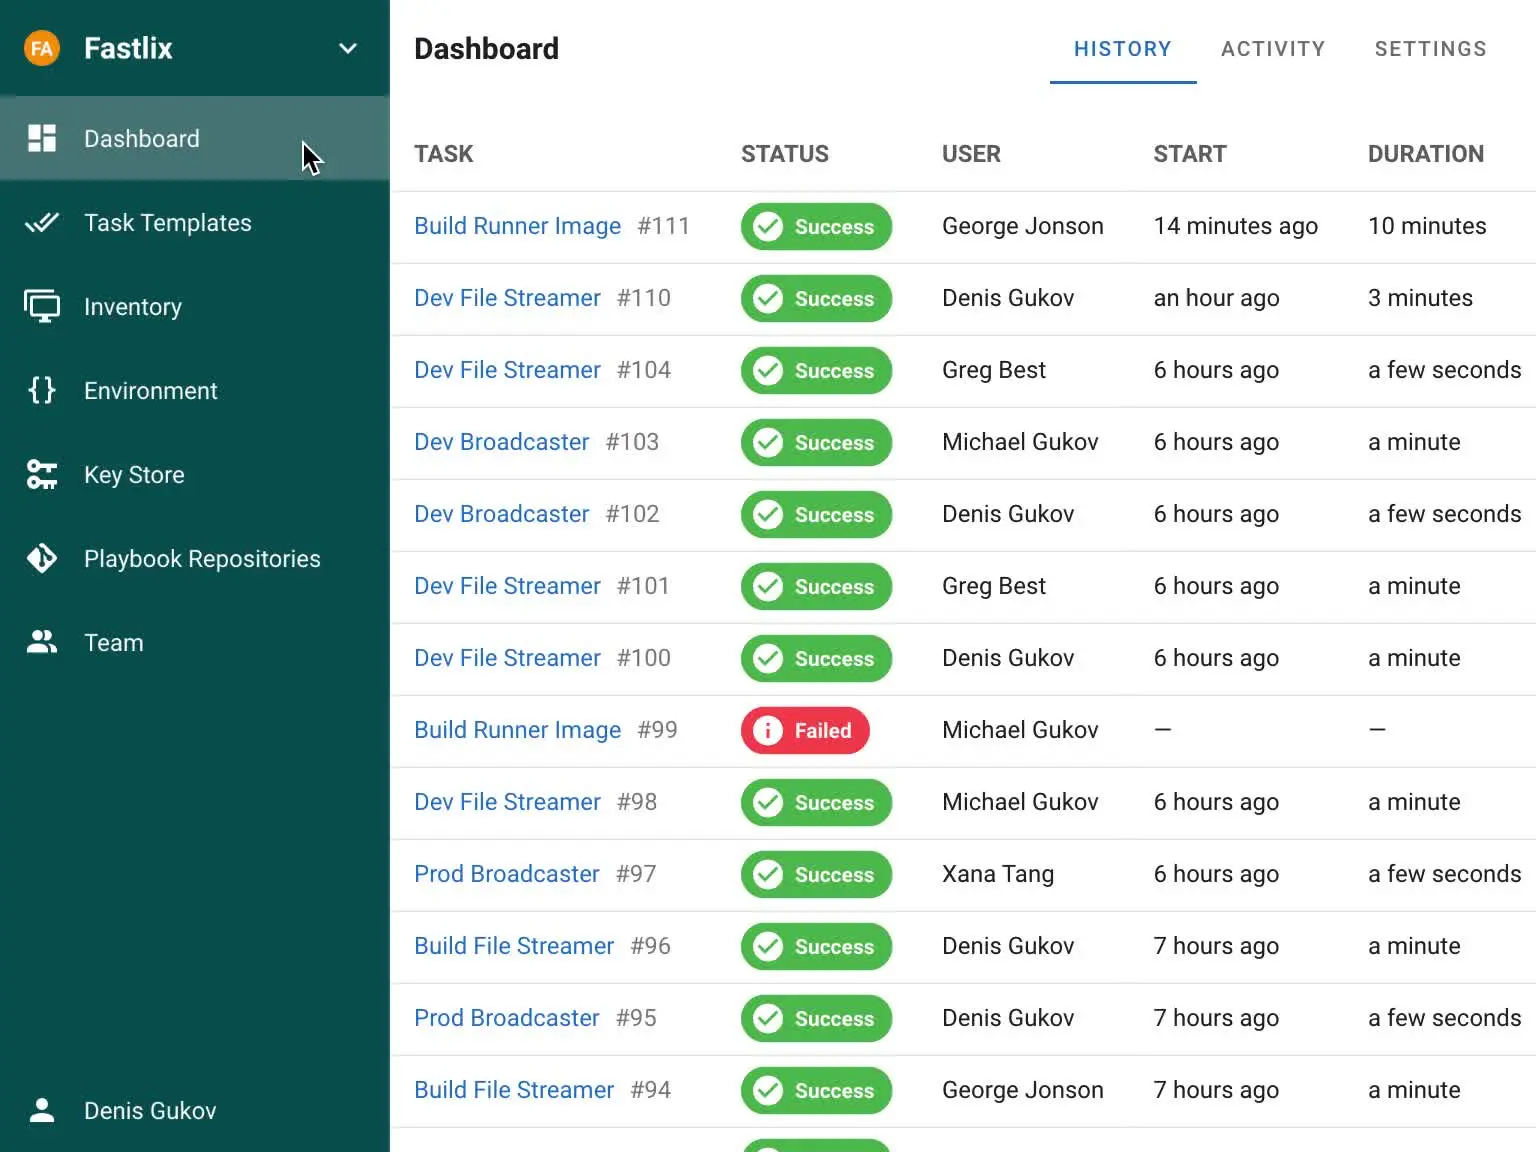 FA Fastlix
Dashboard
Task Templates
Inventory
Environment
Key Store
Playbook Repositories
Team
Denis Gukov
Dashboard HISTORY ACTIVITY SETTINGS
TASK STATUS USER START DURATION
Build Runner Image #111 Success George Jonson 14 minutes ago 10 minutes
Dev File Streamer #110 Success Denis Gukov an hour ago 3 minutes
Dev File Streamer #104 Success Greg Best 6 hours ago a few seconds
Dev Broadcaster #103 Success Michael Gukov 6 hours ago a minute
Dev Broadcaster #102 Success Denis Gukov 6 hours ago a few seconds
Dev File Streamer #101 Success Greg Best 6 hours ago a minute
Dev File Streamer #100 Success Denis Gukov 6 hours ago a minute
Build Runner Image #99 Failed Michael Gukov — —
Dev File Streamer #98 Success Michael Gukov 6 hours ago a minute
Prod Broadcaster #97 Success Xana Tang 6 hours ago a few seconds
Build File Streamer #96 Success Denis Gukov 7 hours ago a minute
Prod Broadcaster #95 Success Denis Gukov 7 hours ago a few seconds
Build File Streamer #94 Success George Jonson 7 hours ago a minute